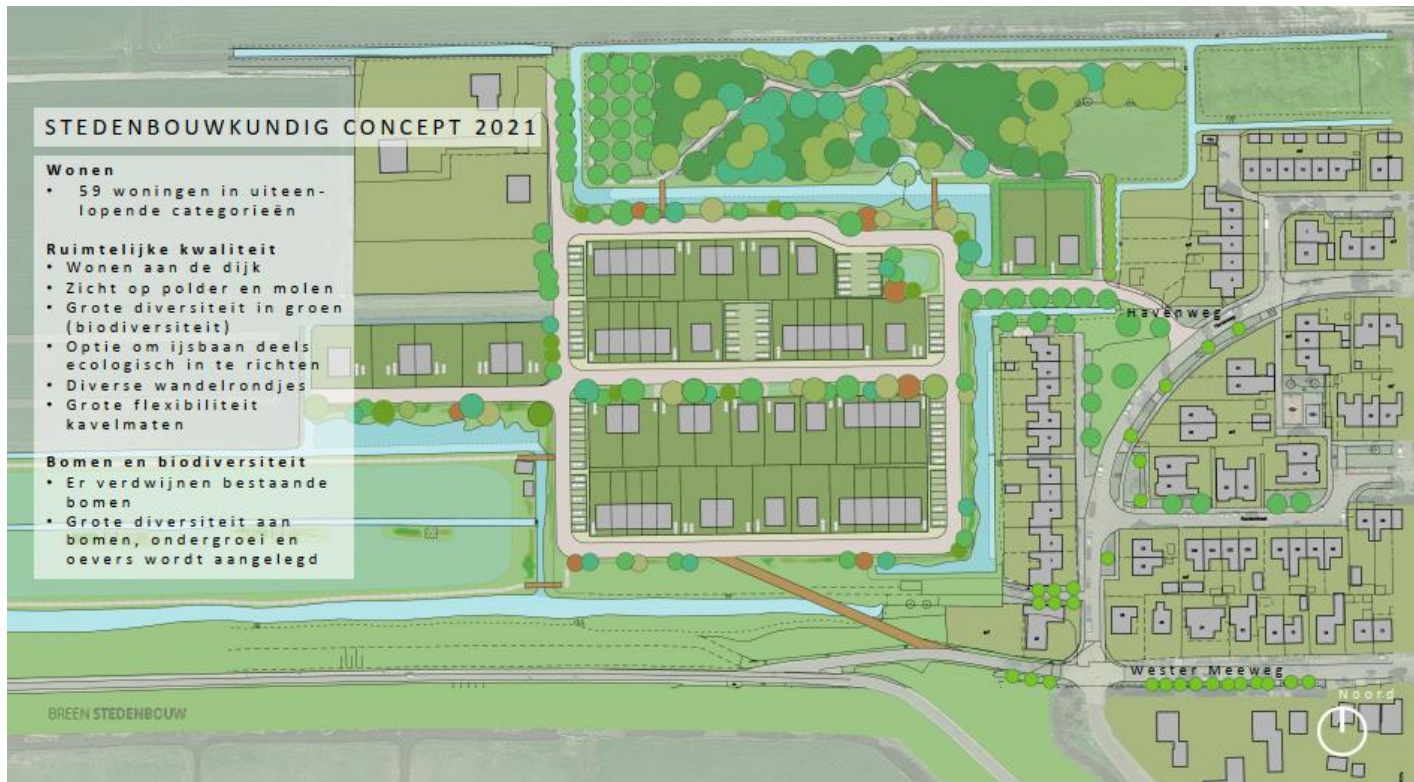 STEDENBOUWKUNDIG CONCEPT 2021
Wonen
• 59 woningen in uiteen-
lopende categorieën
Ruimtelijke kwaliteit
• Wonen aan de dijk
• Zicht op polder en molen
• Grote diversiteit in groen
(biodiversiteit)
• Optie om ijsbaan deels
ecologisch in te richten
• Diverse wandelrondjes
• Grote flexibiliteit
kavelmaten
Bomen en biodiversiteit
• Er verdwijnen bestaande
bomen
• Grote diversiteit aan
bomen, ondergroei en
oevers wordt aangelegd
Havenweg
Wester Meeweg
Noord
BREEN STEDENBOUW